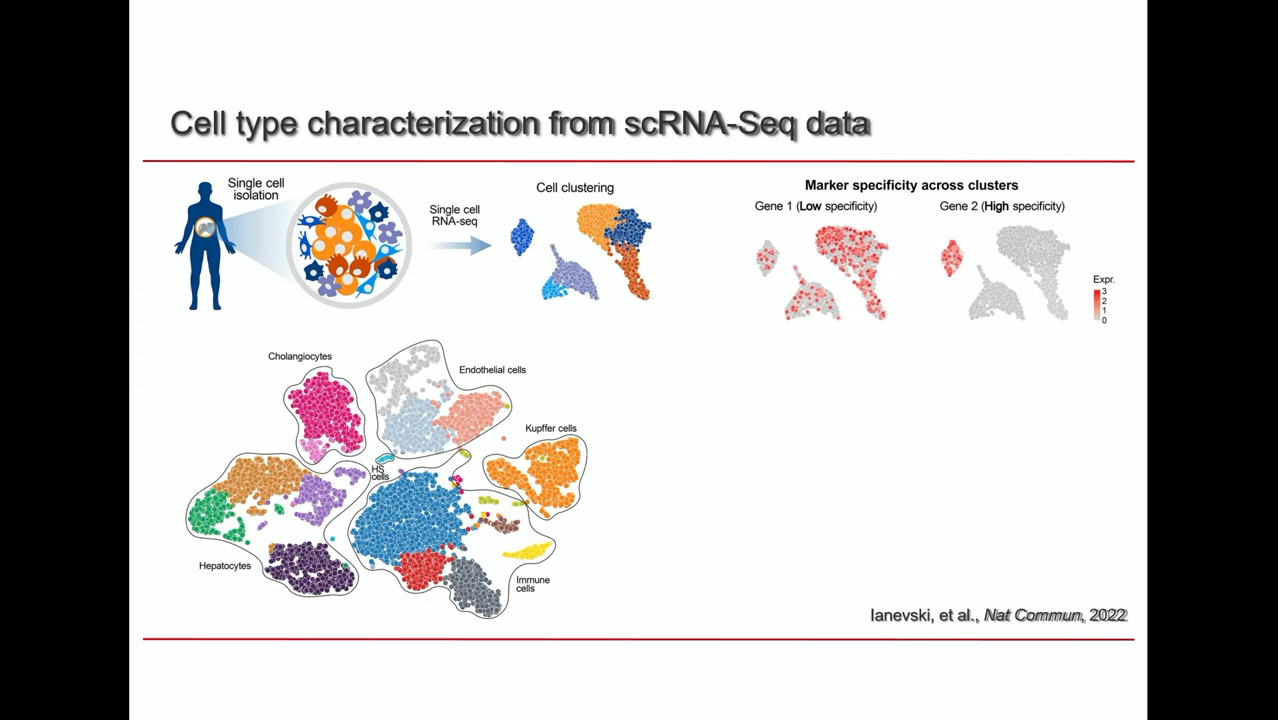 Cell type characterization from scRNA-Seq data
Single cell
isolation
Single cell
RNA-seq
Cell clustering
Marker specificity across clusters
Gene 1 (Low specificity)
Gene 2 (High specificity)
Expr.
3
2
1
0
Cholangiocytes
Endothelial cells
Kupffer cells
HS
cells
Hepatocytes
Immune
cells
Ianevski, et al., Nat Commun, 2022